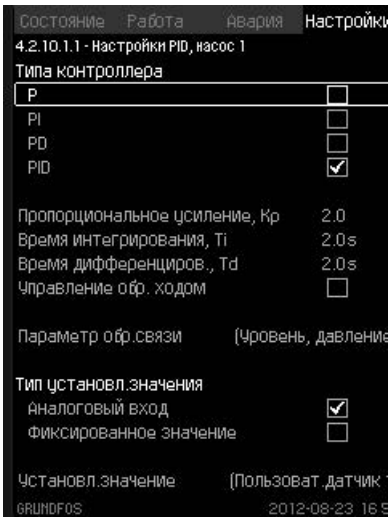 Состояние Работа Авария Настройки
4.2.10.1.1 - Настройки PID, насос 1
Типа контроллера
P
PI
PD
PID
Пропорциональное усиление, Kp 2.0
Время интегрирования, Ti 2.0s
Время дифференциров., Td 2.0s
Управление обр. ходом
Параметр обр.связи (Уровень, давление
Тип установл.значения
Аналоговый вход
Фиксированное значение
Установл.значение (Пользоват.датчик
GRUNDFOS 2012-08-23